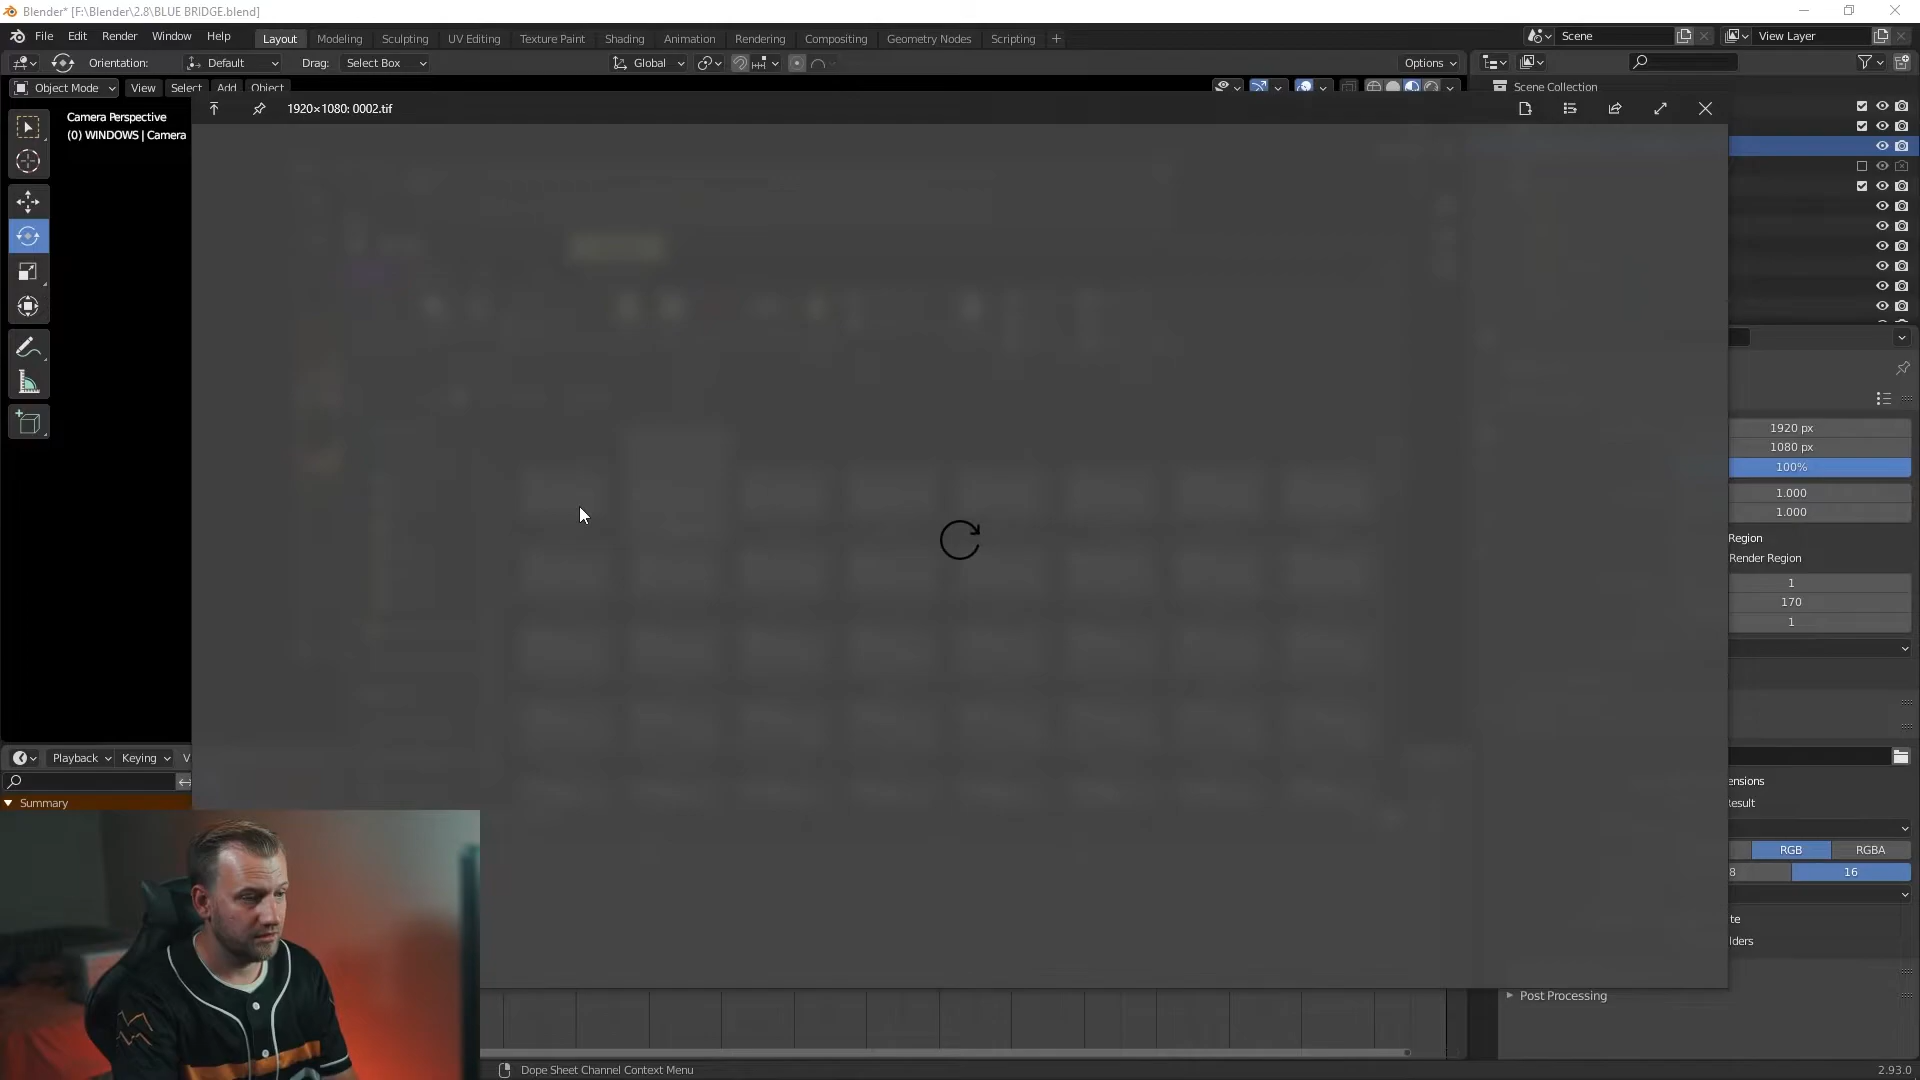 Blender* [F:\Blender\2.8\BLUE BRIDGE.blend]
File Edit Render Window Help
Layout Modeling Sculpting UV Editing Texture Paint Shading Animation Rendering Compositing Geometry Nodes Scripting +
Scene
View Layer
Orientation: Default Drag: Select Box Global Options
Object Mode View Select Add Object
Scene Collection
1920×1080: 0002.tif
Camera Perspective
(0) WINDOWS | Camera
1920 px
1080 px
100%
1.000
1.000
Region
Render Region
1
170
1
Playback Keying V
Summary
ensions
Result
RGB RGBA
8 16
te
lders
Post Processing
Dope Sheet Channel Context Menu
2.93.0